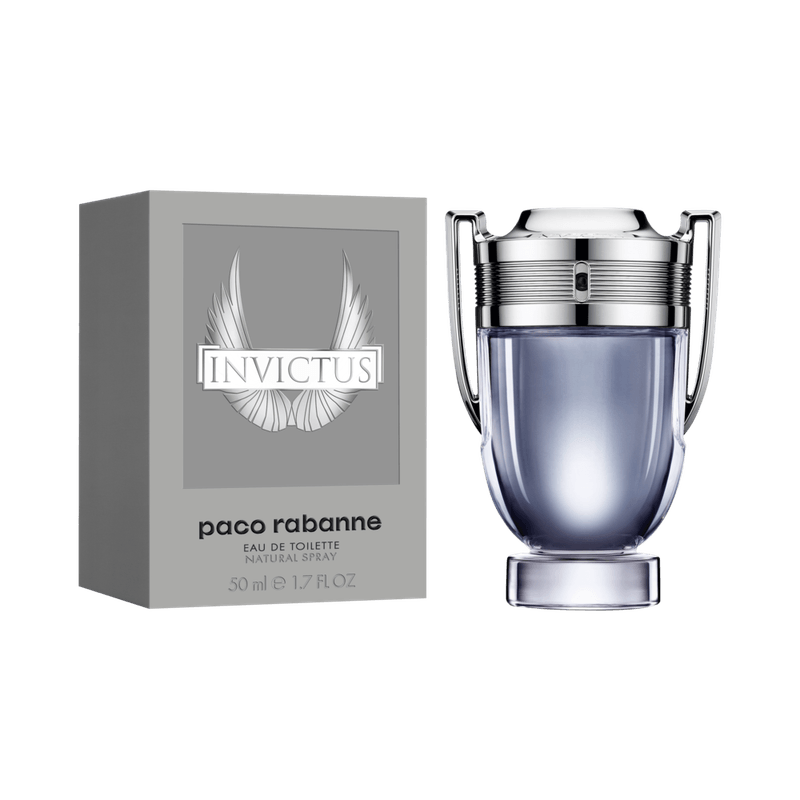 INVICTUS
paco rabanne
EAU DE TOILETTE
NATURAL SPRAY
50 ml ℮ 1.7 FL OZ